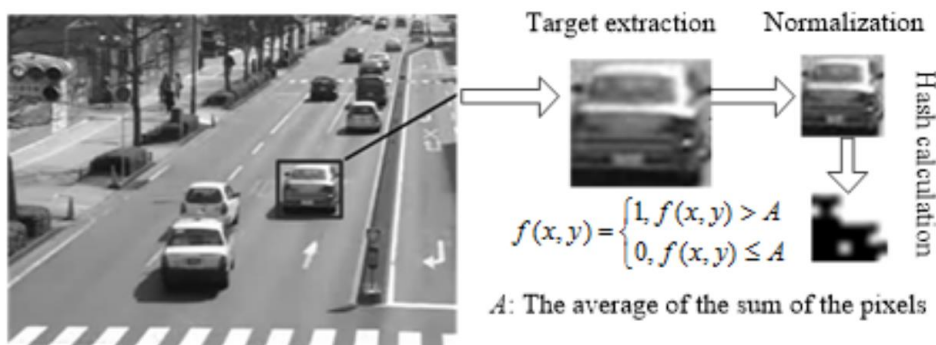 Target extraction
Normalization
Hash calculation
f(x, y) = {1, f(x, y) > A
0, f(x, y) ≤ A
A: The average of the sum of the pixels